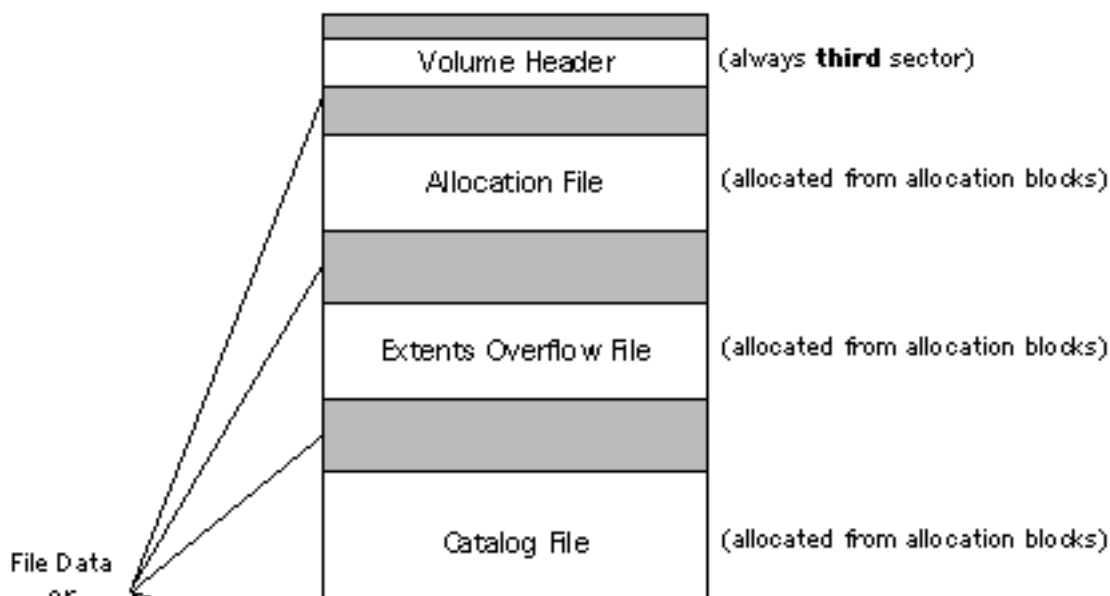 Volume Header
(always third sector)
Allocation File
(allocated from allocation blocks)
Extents Overflow File
(allocated from allocation blocks)
Catalog File
(allocated from allocation blocks)
File Data
or